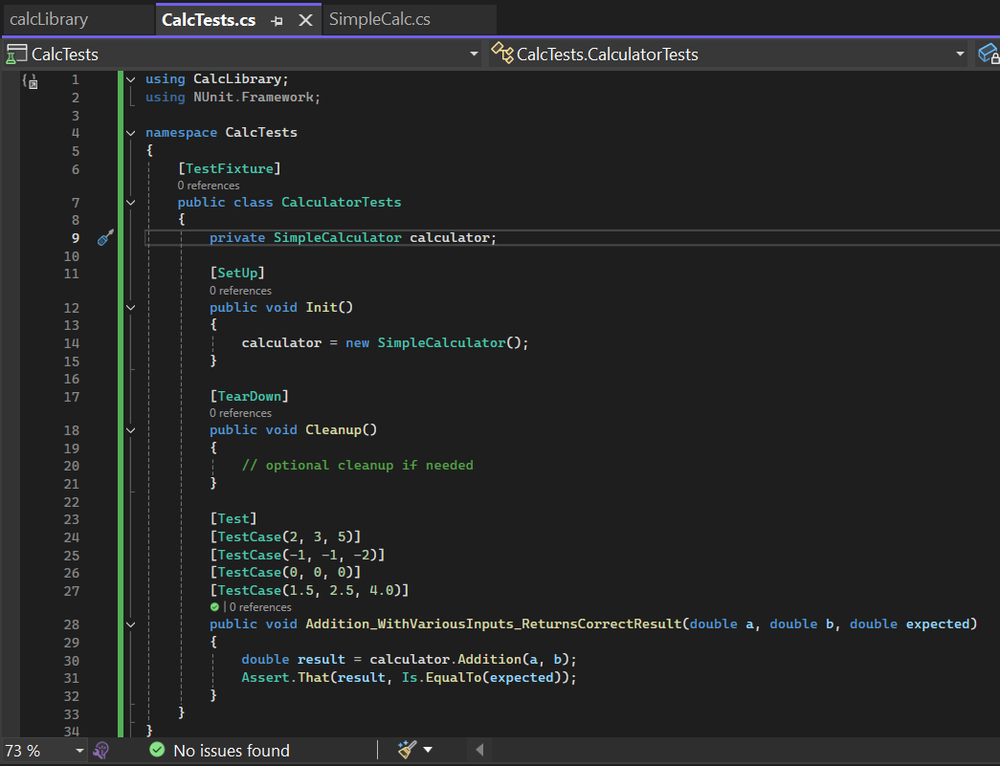 calcLibrary CalcTests.cs SimpleCalc.cs
CalcTests CalcTests.CalculatorTests
1 using CalcLibrary;
2 using NUnit.Framework;
3
4 namespace CalcTests
5 {
6 [TestFixture]
0 references
7 public class CalculatorTests
8 {
9 private SimpleCalculator calculator;
10
11 [SetUp]
0 references
12 public void Init()
13 {
14 calculator = new SimpleCalculator();
15 }
16
17 [TearDown]
0 references
18 public void Cleanup()
19 {
20 // optional cleanup if needed
21 }
22
23 [Test]
24 [TestCase(2, 3, 5)]
25 [TestCase(-1, -1, -2)]
26 [TestCase(0, 0, 0)]
27 [TestCase(1.5, 2.5, 4.0)]
| 0 references
28 public void Addition_WithVariousInputs_ReturnsCorrectResult(double a, double b, double expected)
29 {
30 double result = calculator.Addition(a, b);
31 Assert.That(result, Is.EqualTo(expected));
32 }
33 }
34 }
73 % No issues found